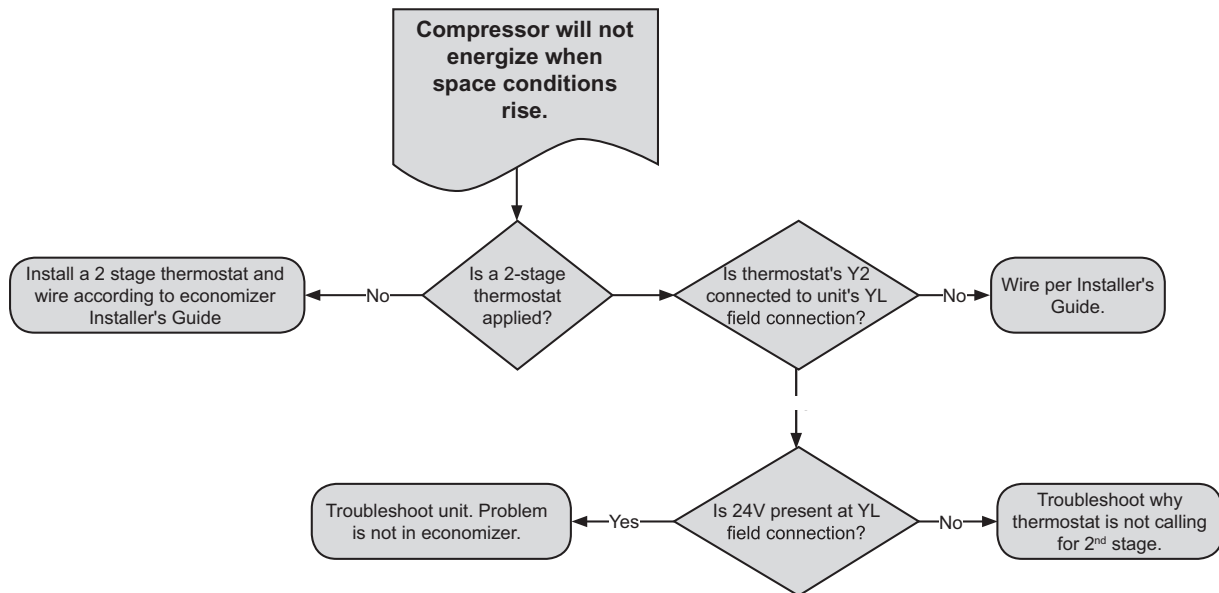 Compressor will not
energize when
space conditions
rise.
Install a 2 stage thermostat and
wire according to economizer
Installer's Guide
No
Is a 2-stage
thermostat
applied?
Is thermostat's Y2
connected to unit's YL
field connection?
No
Wire per Installer's
Guide.
Troubleshoot unit. Problem
is not in economizer.
Yes
Is 24V present at YL
field connection?
No
Troubleshoot why
thermostat is not calling
for 2nd stage.